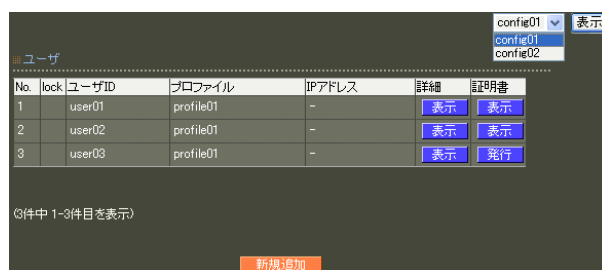 config01 表示
config01
config02
ユーザ
No. lock ユーザID プロファイル IPアドレス 詳細 証明書
1 user01 profile01 - 表示 表示
2 user02 profile01 - 表示 表示
3 user03 profile01 - 表示 発行
(3件中 1-3件目を表示)
新規追加